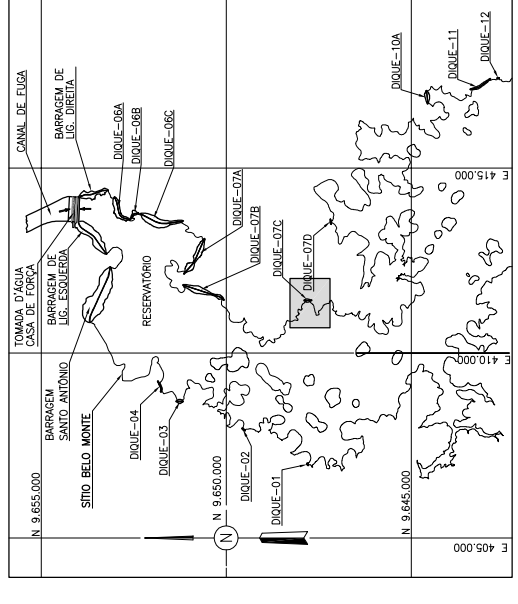 CANAL DE FUGA
TOMADA D'ÁGUA
CASA DE FORÇA
BARRAGEM DE
LIG. ESQUERDA
BARRAGEM DE
LIG. DIREITA
BARRAGEM
SANTO ANTÔNIO
SÍTIO BELO MONTE
RESERVATÓRIO
DIQUE-06A
DIQUE-06B
DIQUE-06C
DIQUE-07A
DIQUE-07B
DIQUE-07C
DIQUE-07D
DIQUE-04
DIQUE-03
DIQUE-02
DIQUE-01
DIQUE-10A
DIQUE-11
DIQUE-12
N 9.655.000
N 9.650.000
N 9.645.000
E 415.000
E 410.000
E 405.000
N